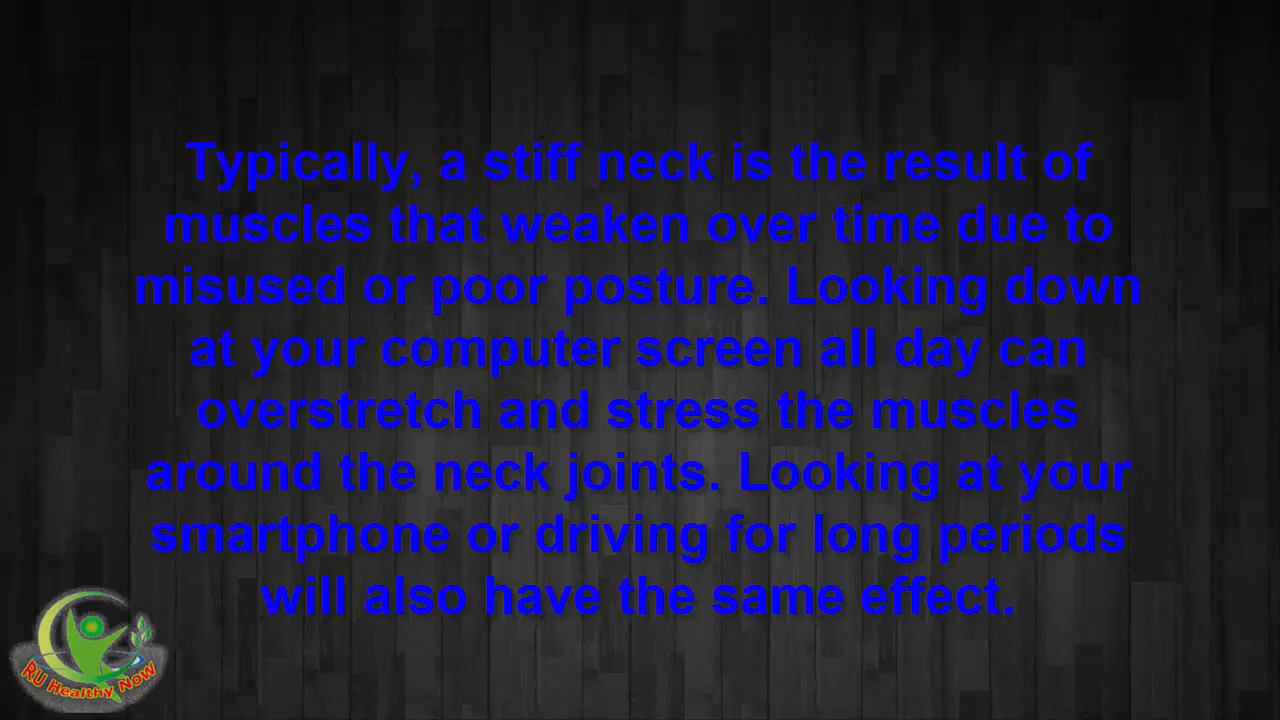 Typically, a stiff neck is the result of
muscles that weaken over time due to
misused or poor posture. Looking down
at your computer screen all day can
overstretch and stress the muscles
around the neck joints. Looking at your
smartphone or driving for long periods
will also have the same effect.
RU Healthy NoW